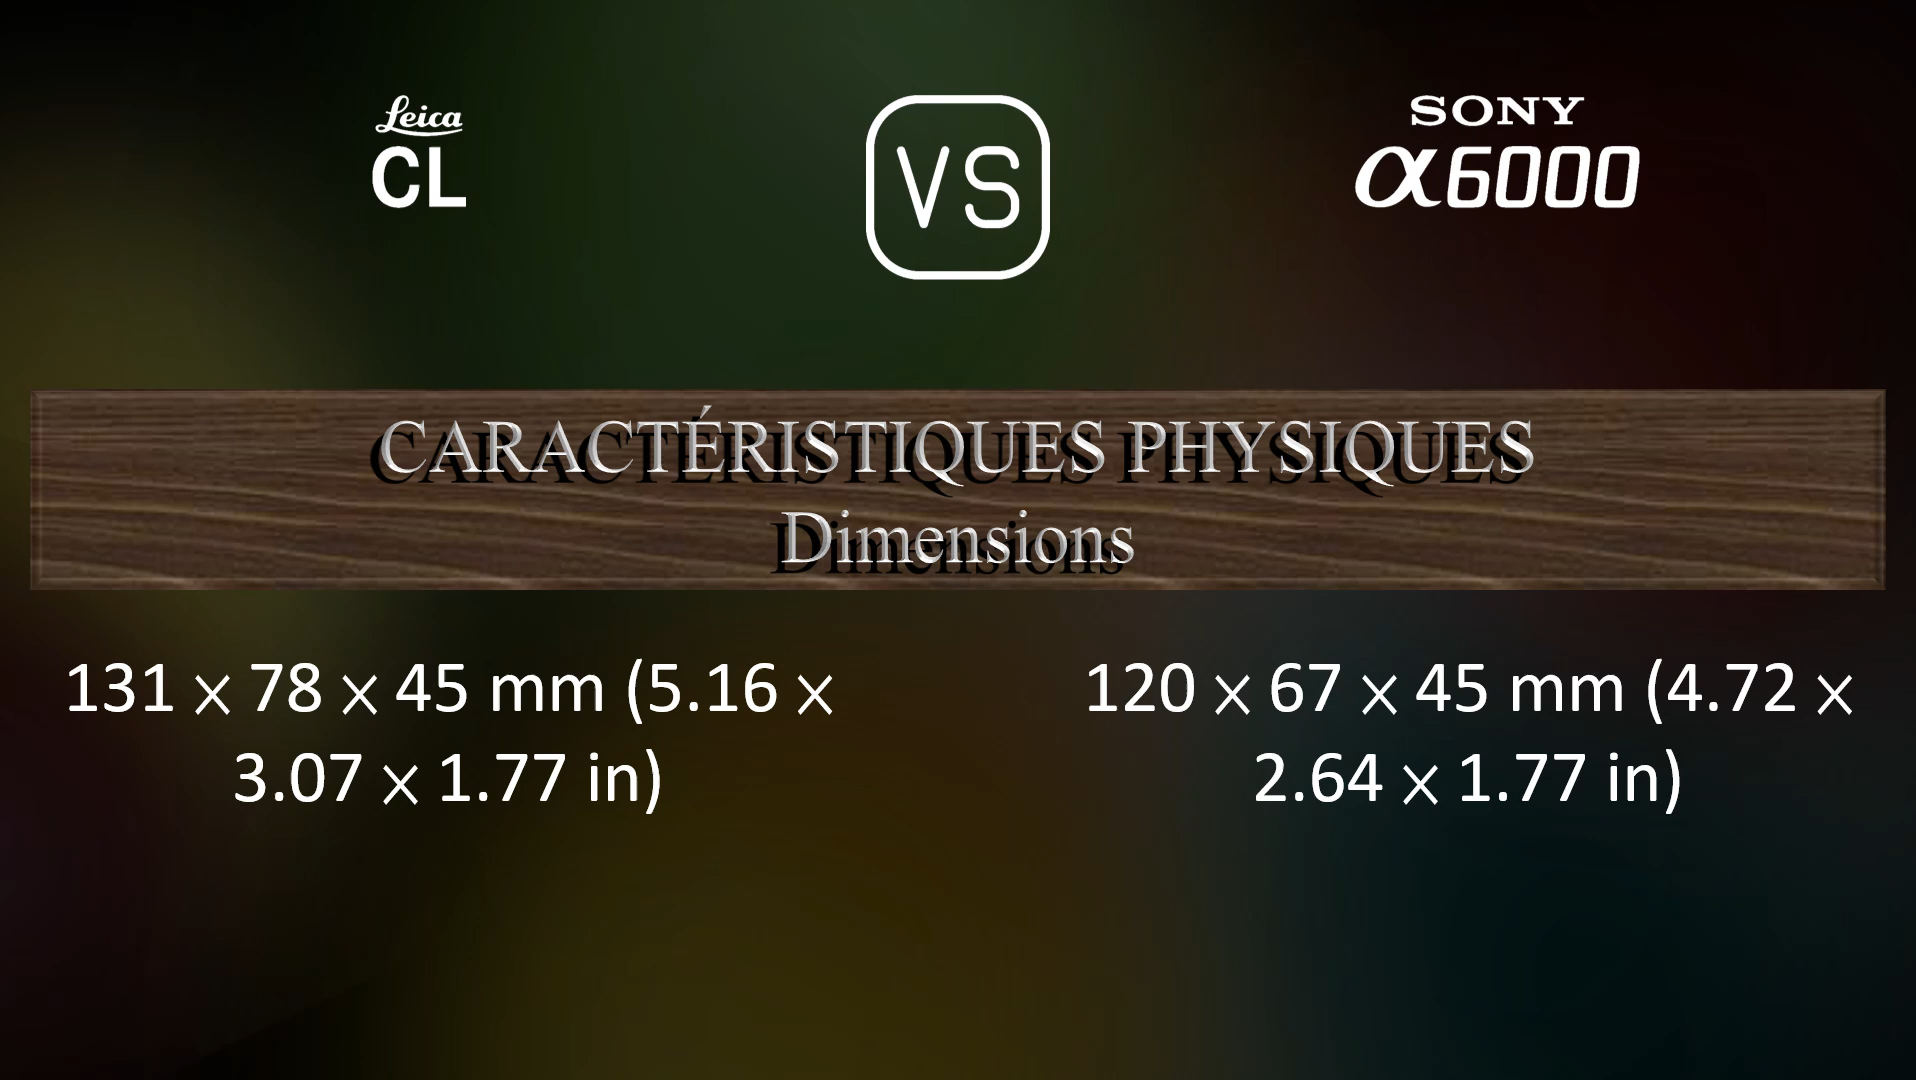 Leica
CL
VS
SONY
α6000
CARACTÉRISTIQUES PHYSIQUES
Dimensions
131 x 78 x 45 mm (5.16 x
3.07 x 1.77 in)
120 x 67 x 45 mm (4.72 x
2.64 x 1.77 in)